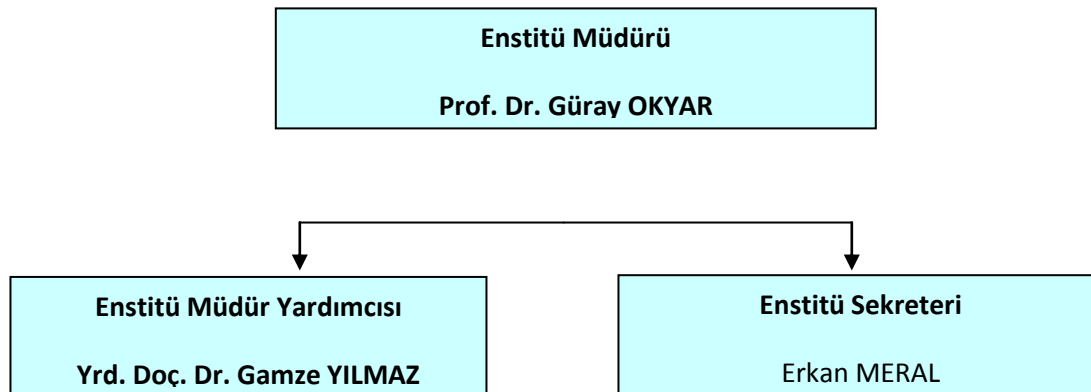 Enstitü Müdürü
Prof. Dr. Güray OKYAR
Enstitü Müdür Yardımcısı
Yrd. Doç. Dr. Gamze YILMAZ
Enstitü Sekreteri
Erkan MERAL